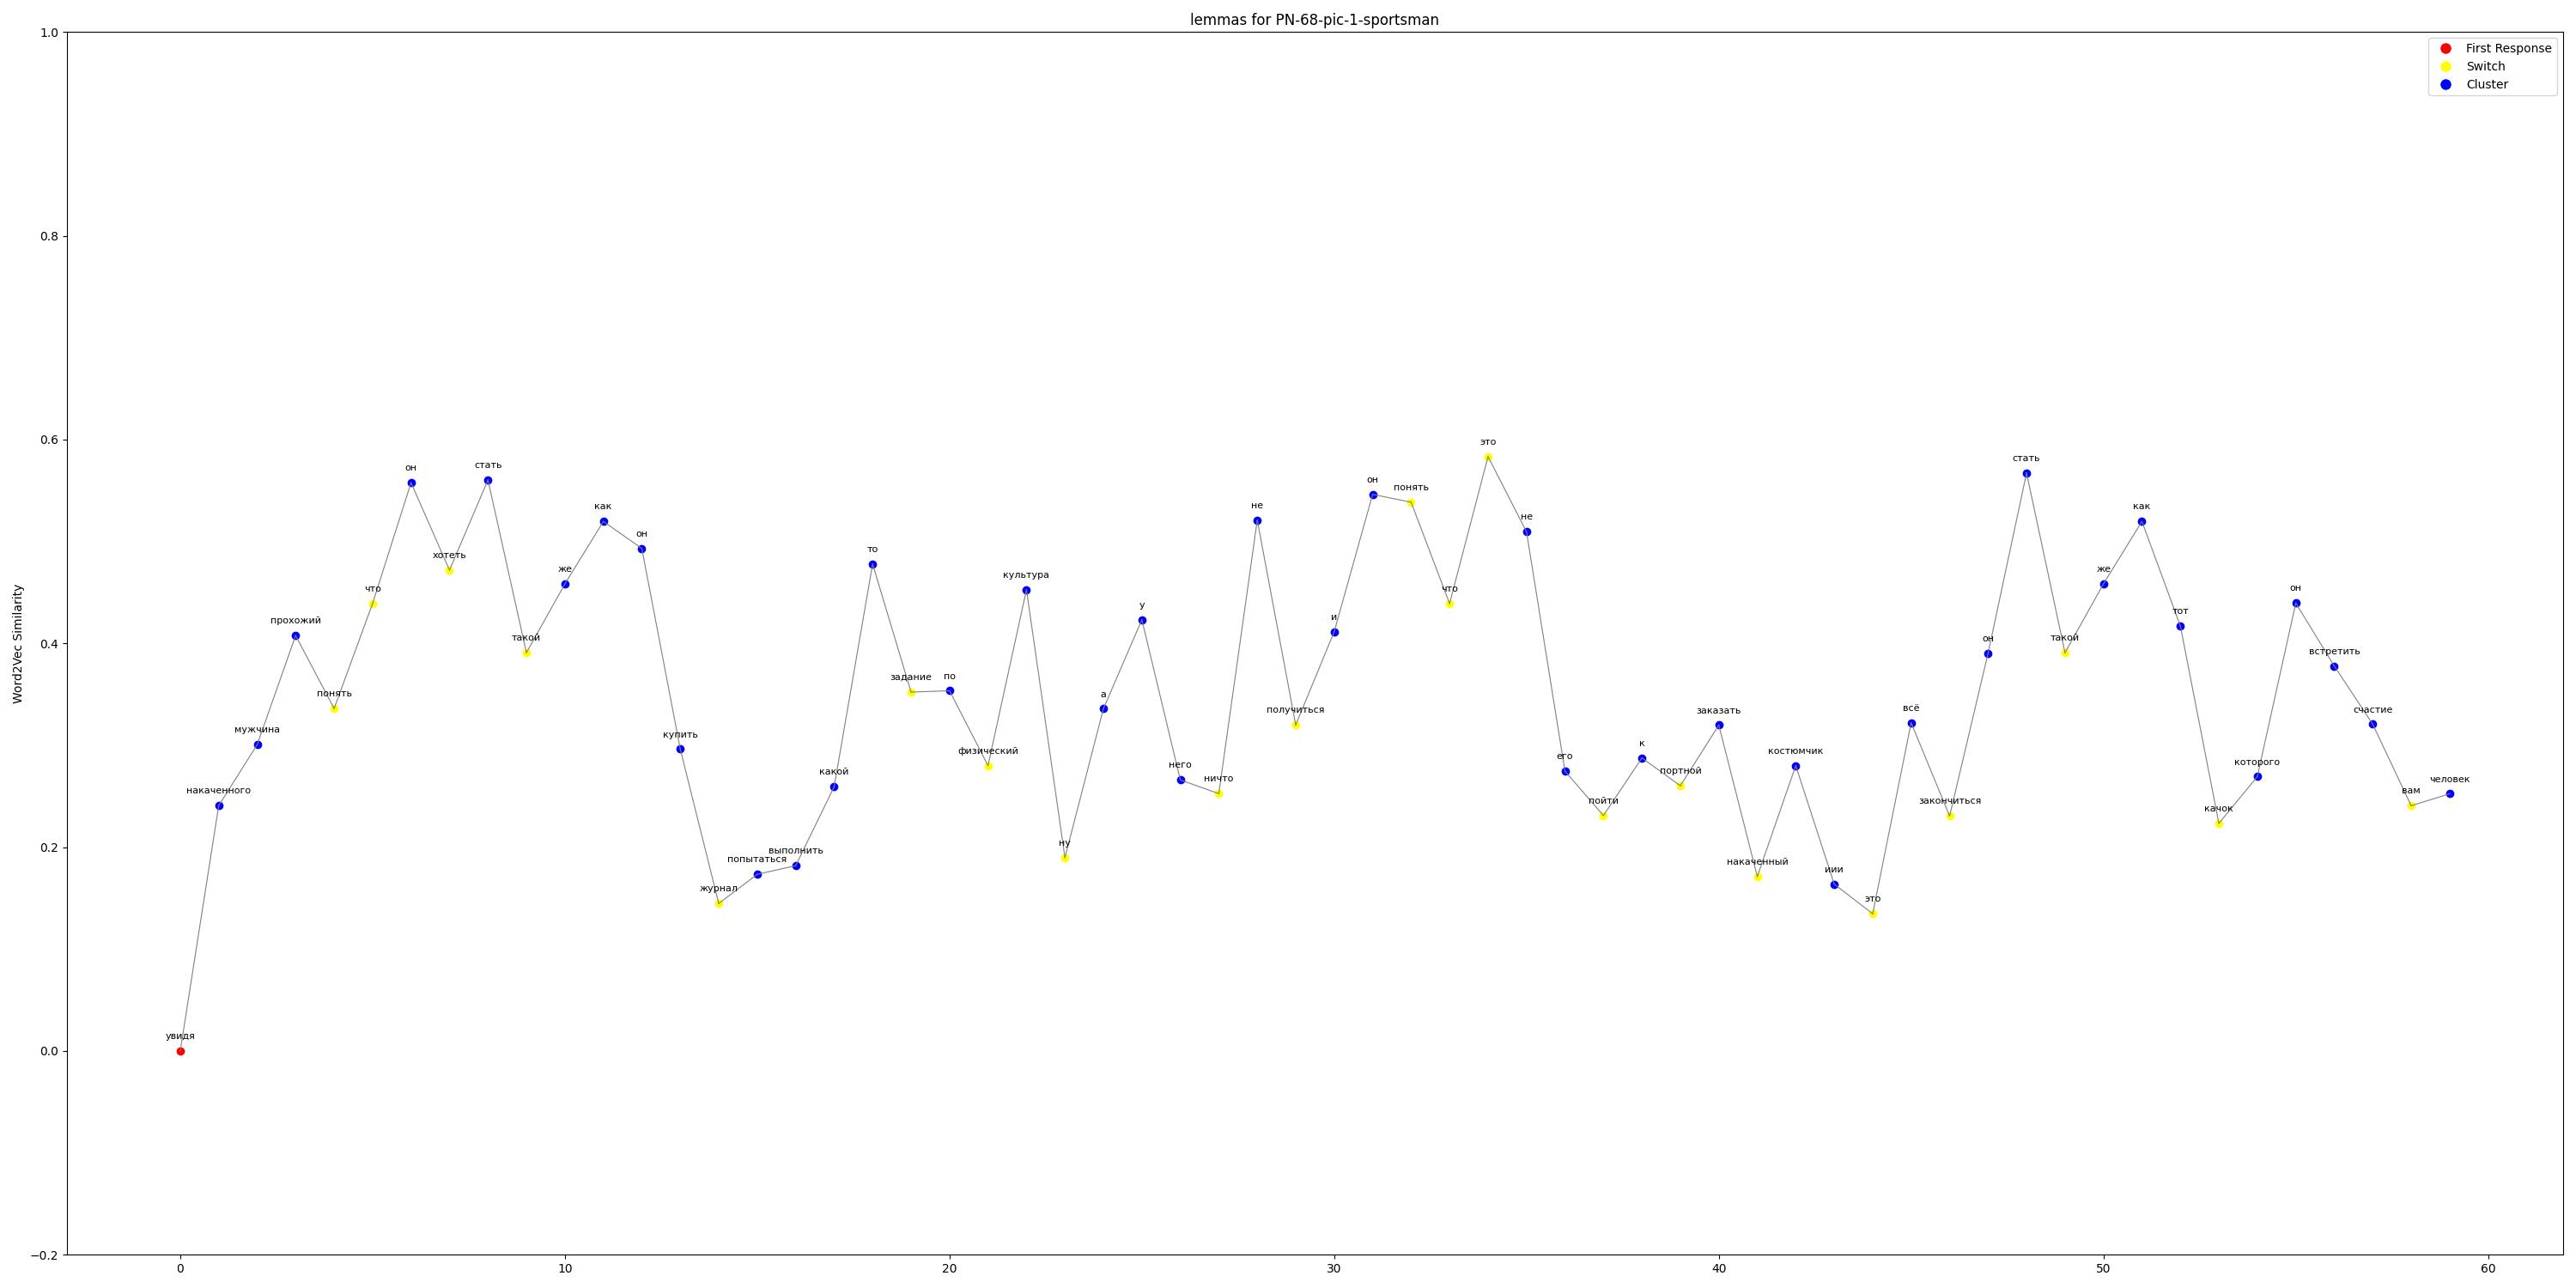 lemmas for PN-68-pic-1-sportsman
First Response
Switch
Cluster
Word2Vec Similarity
1.0
0.8
0.6
0.4
0.2
0.0
−0.2
0
10
20
30
40
50
60
увидя
накаченного
мужчина
прохожий
понять
что
он
хотеть
стать
такой
же
как
он
купить
журнал
попытаться
выполнить
какой
то
задание
по
физический
культура
ну
а
у
него
ничто
не
получиться
и
он
понять
что
это
не
его
пойти
к
портной
заказать
накаченный
костюмчик
иии
это
всё
закончиться
он
стать
такой
же
как
тот
качок
которого
он
встретить
счастие
вам
человек